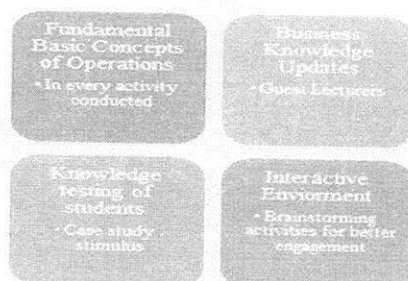 Fundamental
Basic Concepts
of Operations
• In every activity
conducted
Business
Knowledge
Updates
• Guest Lecturers
Knowledge
testing of
students
• Case study
stimulus
Interactive
Enviorment
• Brainstorming
activities for better
engagement